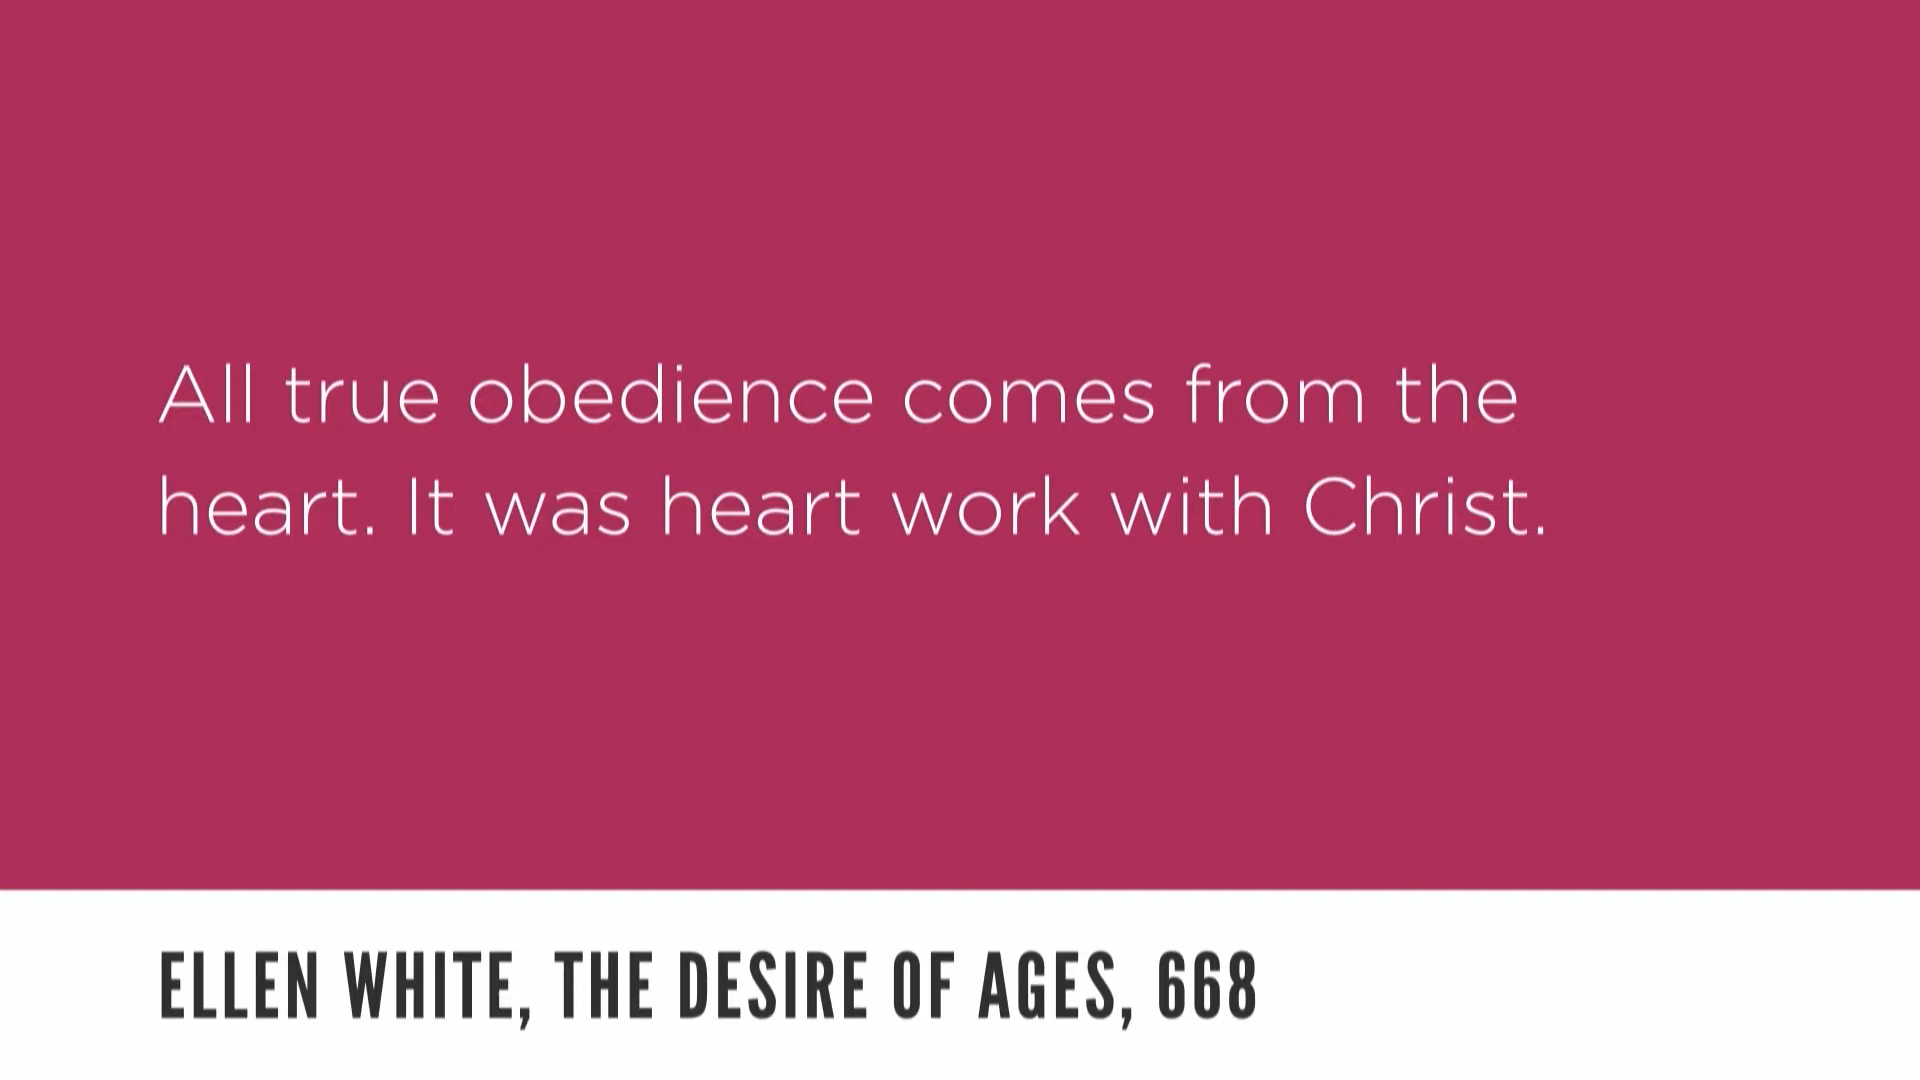 All true obedience comes from the
heart. It was heart work with Christ.
ELLEN WHITE, THE DESIRE OF AGES, 668